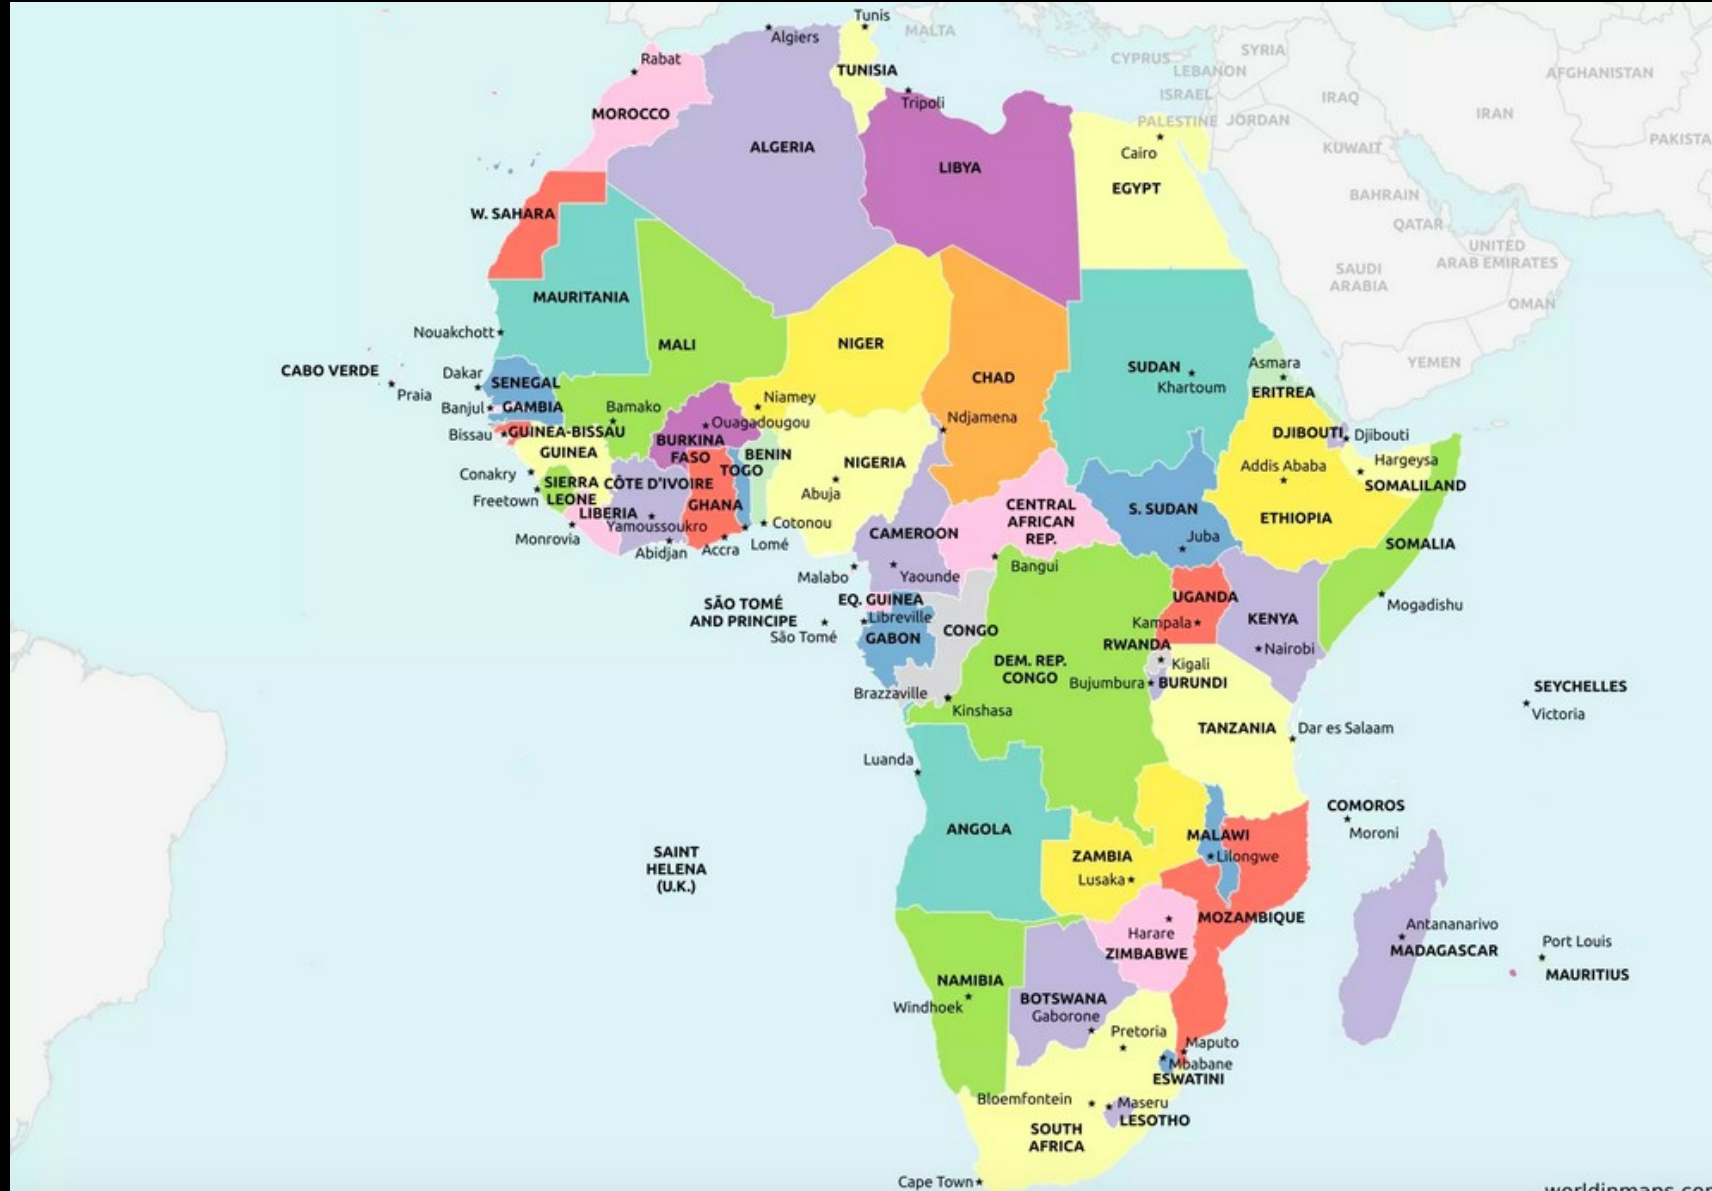 Tunis
Algiers
MALTA
CYPRUS
SYRIA
LEBANON
AFGHANISTAN
Rabat
TUNISIA
ISRAEL
IRAQ
IRAN
Tripoli
MOROCCO
PALESTINE
JORDAN
PAKISTA
ALGERIA
Cairo
KUWAIT
LIBYA
EGYPT
BAHRAIN
W. SAHARA
QATAR
UNITED
ARAB EMIRATES
SAUDI
ARABIA
MAURITANIA
OMAN
Nouakchott
MALI
NIGER
YEMEN
CABO VERDE
Praia
Dakar
SENEGAL
CHAD
SUDAN
Khartoum
Asmara
ERITREA
Banjul
GAMBIA
Bamako
Niamey
Ndjamena
Bissau
GUINEA-BISSAU
Ouagadougou
DJIBOUTI
Djibouti
GUINEA
BURKINA
FASO
BENIN
TOGO
NIGERIA
Abuja
Addis Ababa
Hargeysa
SOMALILAND
Conakry
Freetown
SIERRA
LEONE
CÔTE D'IVOIRE
GHANA
CENTRAL
AFRICAN
REP.
S. SUDAN
ETHIOPIA
LIBERIA
Yamoussoukro
Cotonou
CAMEROON
Juba
SOMALIA
Monrovia
Abidjan
Accra
Lomé
Malabo
Yaounde
Bangui
SÃO TOMÉ
AND PRINCIPE
São Tomé
EQ. GUINEA
Libreville
GABON
CONGO
UGANDA
Kampala
KENYA
Nairobi
Mogadishu
RWANDA
Kigali
DEM. REP.
CONGO
Bujumbura
BURUNDI
Brazzaville
Kinshasa
SEYCHELLES
Victoria
TANZANIA
Dar es Salaam
Luanda
COMOROS
Moroni
ANGOLA
MALAWI
Lilongwe
SAINT
HELENA
(U.K.)
ZAMBIA
Lusaka
MOZAMBIQUE
Harare
ZIMBABWE
Antananarivo
MADAGASCAR
Port Louis
MAURITIUS
NAMIBIA
Windhoek
BOTSWANA
Gaborone
Pretoria
Maputo
Mbabane
ESWATINI
Bloemfontein
Maseru
LESOTHO
SOUTH
AFRICA
Cape Town